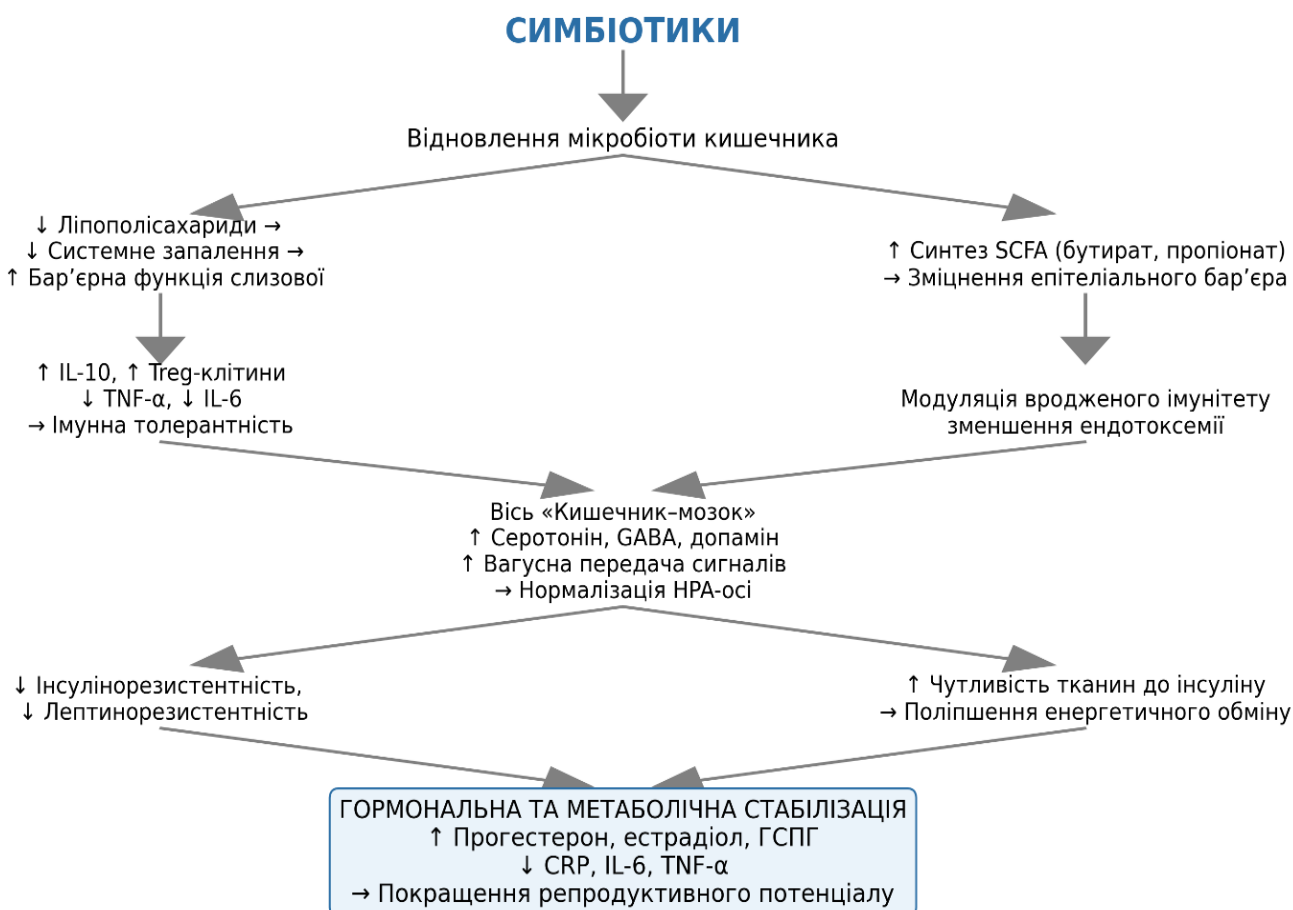 СИМБІОТИКИ
Відновлення мікробіоти кишечника
↓ Ліпополісахариди →
↓ Системне запалення →
↑ Бар’єрна функція слизової
↑ Синтез SCFA (бутират, пропіонат)
→ Зміцнення епітеліального бар’єра
↑ IL-10, ↑ Treg-клітини
↓ TNF-α, ↓ IL-6
→ Імунна толерантність
Модуляція вродженого імунітету
зменшення ендотоксемії
Вісь «Кишечник–мозок»
↑ Серотонін, GABA, допамін
↑ Вагусна передача сигналів
→ Нормалізація HPA-осі
↓ Інсулінорезистентність,
↓ Лептинорезистентність
↑ Чутливість тканин до інсуліну
→ Поліпшення енергетичного обміну
ГОРМОНАЛЬНА ТА МЕТАБОЛІЧНА СТАБІЛІЗАЦІЯ
↑ Прогестерон, естрадіол, ГСПГ
↓ CRP, IL-6, TNF-α
→ Покращення репродуктивного потенціалу